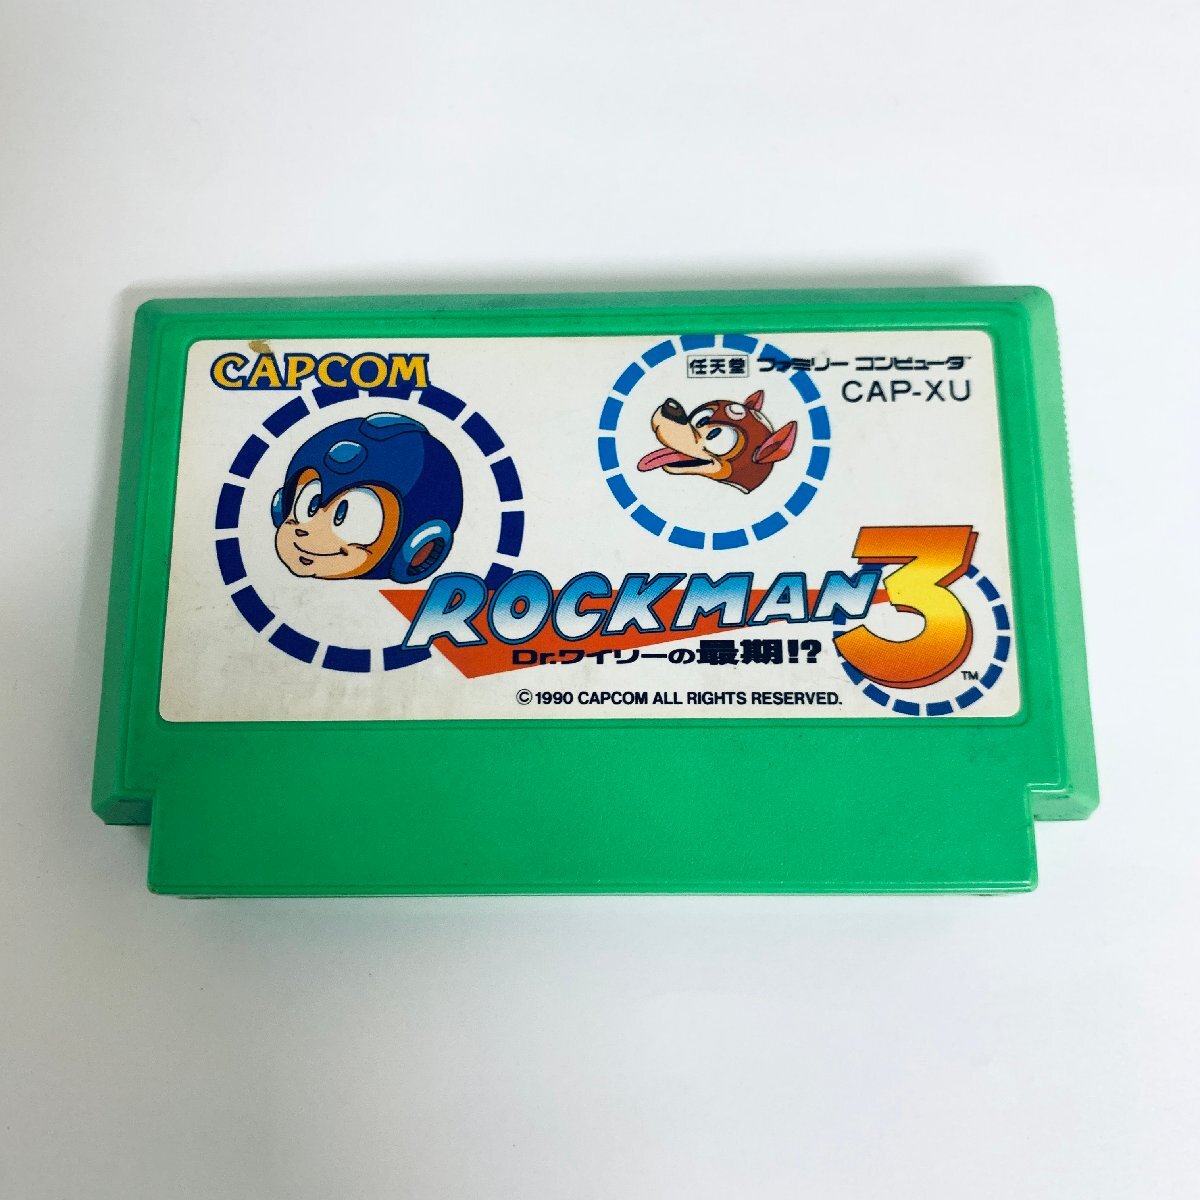 CAPCOM
任天堂 ファミリー コンピュータ
CAP-XU
ROCKMAN 3
Dr.ワイリーの最期!?
TM
© 1990 CAPCOM ALL RIGHTS RESERVED.